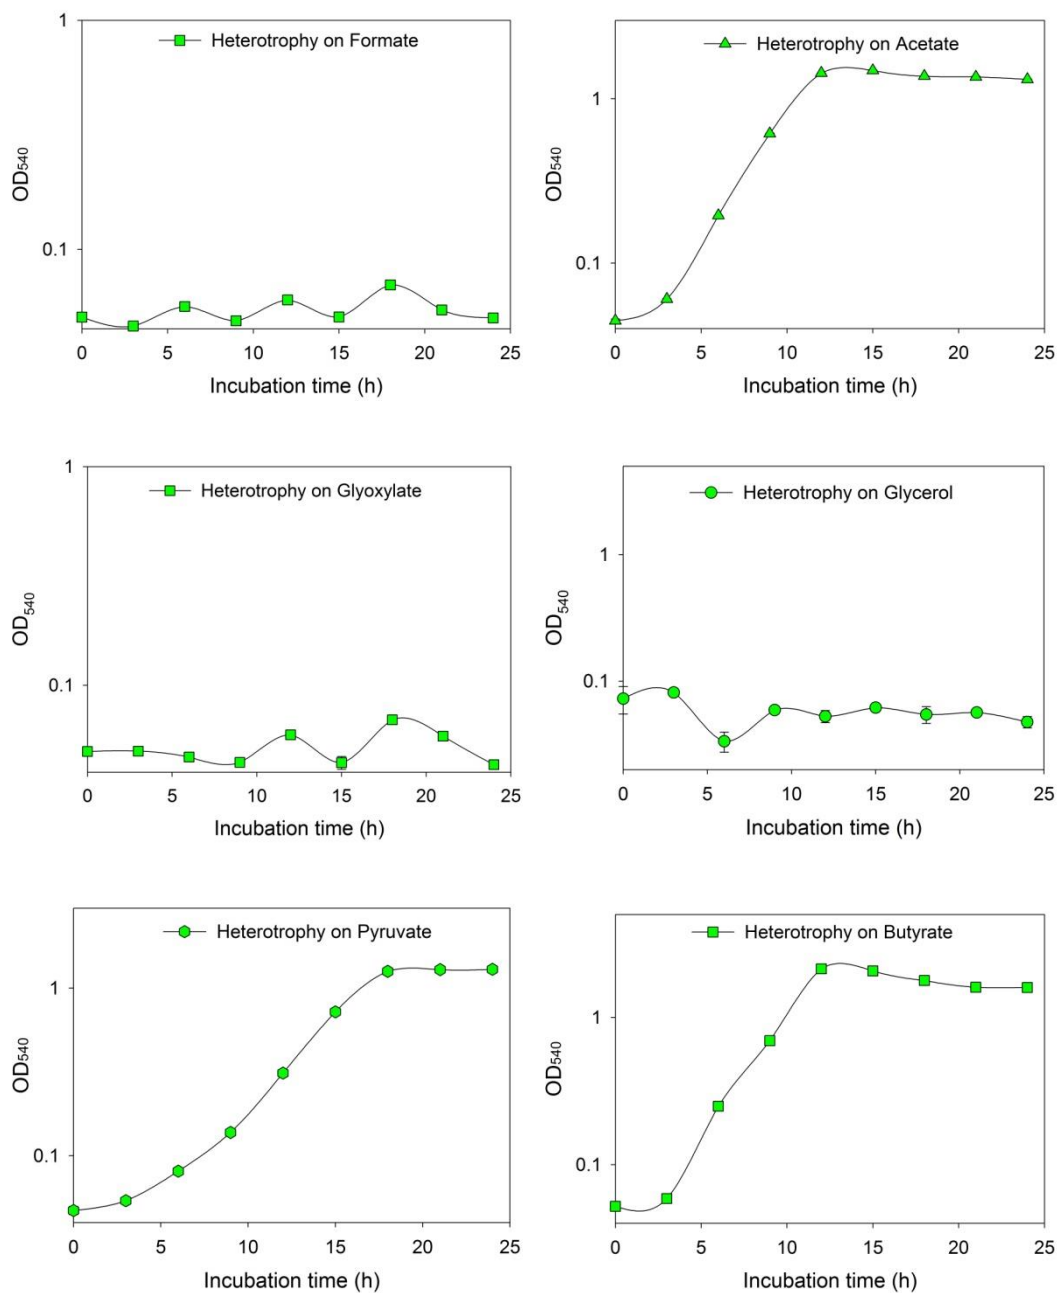 Heterotrophy on Formate
1
0.1
OD540
0 5 10 15 20 25
Incubation time (h)
Heterotrophy on Acetate
1
0.1
OD540
0 5 10 15 20 25
Incubation time (h)
Heterotrophy on Glyoxylate
1
0.1
OD540
0 5 10 15 20 25
Incubation time (h)
Heterotrophy on Glycerol
1
0.1
OD540
0 5 10 15 20 25
Incubation time (h)
Heterotrophy on Pyruvate
1
0.1
OD540
0 5 10 15 20 25
Incubation time (h)
Heterotrophy on Butyrate
1
0.1
OD540
0 5 10 15 20 25
Incubation time (h)